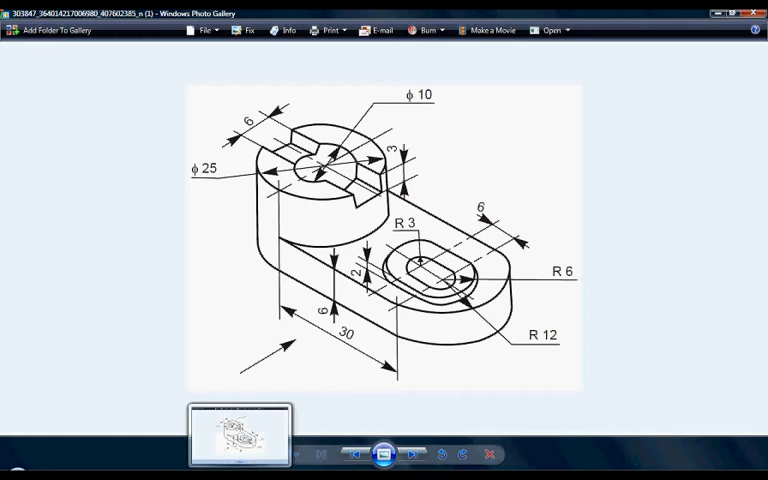 303847_364014217006980_407602385_n (1) - Windows Photo Gallery
Add Folder To Gallery
File
Fix
Info
Print
E-mail
Burn
Make a Movie
Open
ϕ 10
6
3
ϕ 25
6
R 3
2
R 6
6
30
R 12